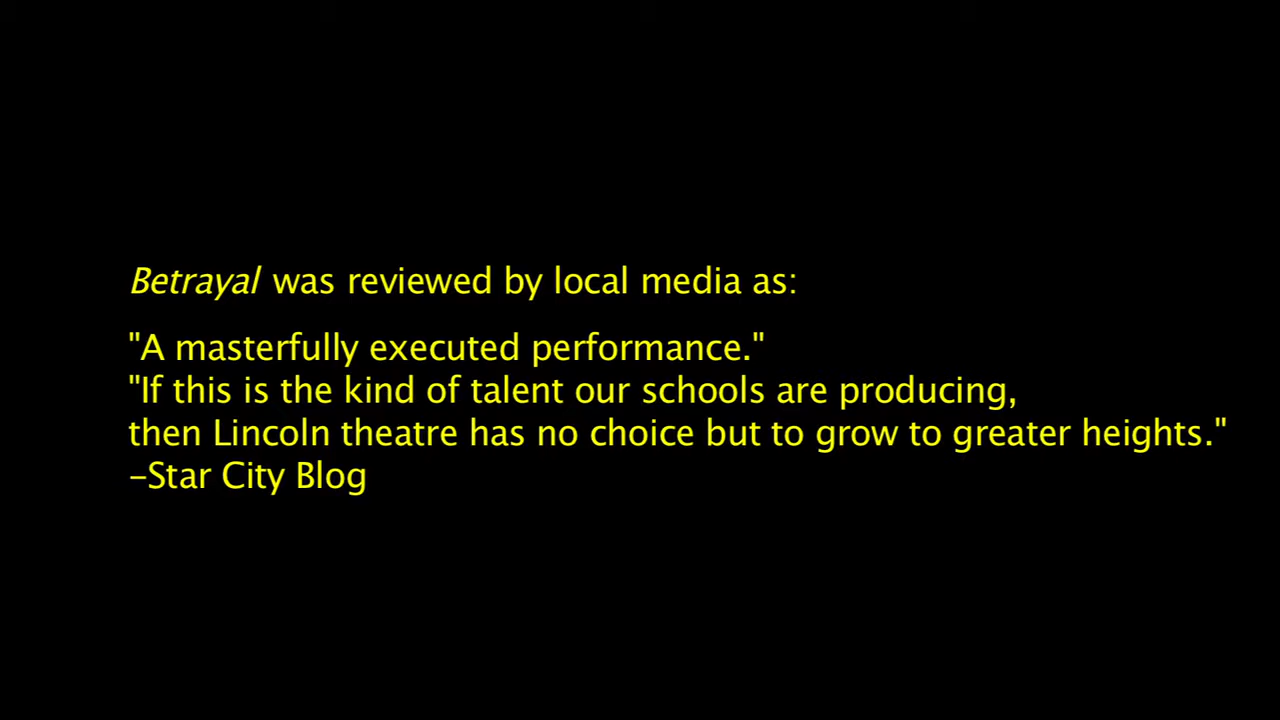 Betrayal was reviewed by local media as:
"A masterfully executed performance."
"If this is the kind of talent our schools are producing,
then Lincoln theatre has no choice but to grow to greater heights."
-Star City Blog